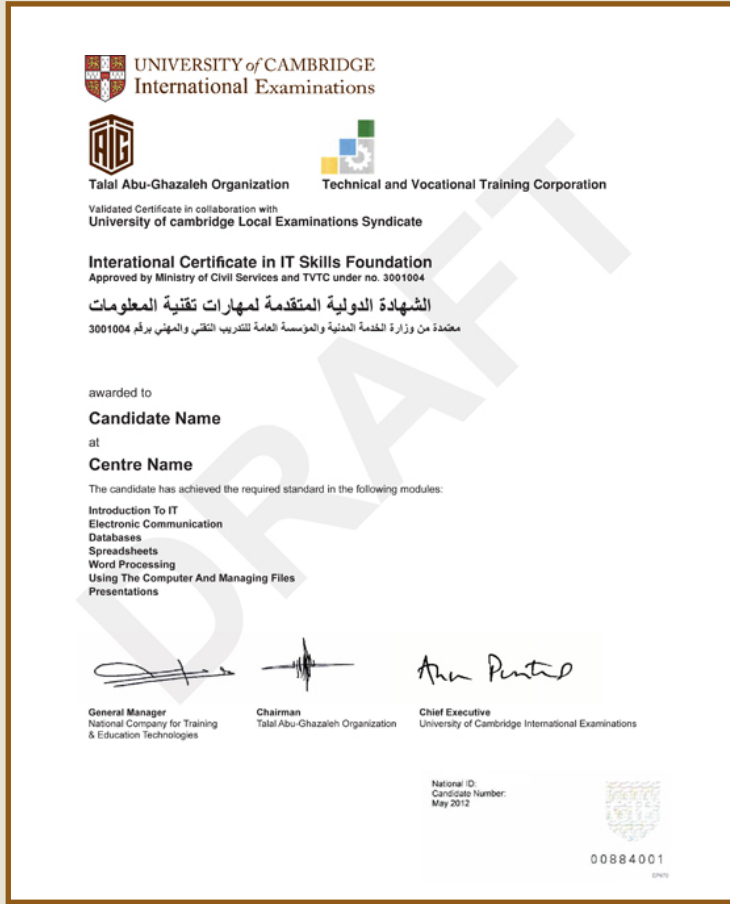 UNIVERSITY of CAMBRIDGE
International Examinations
ATG
Talal Abu-Ghazaleh Organization
Technical and Vocational Training Corporation
Validated Certificate in collaboration with
University of cambridge Local Examinations Syndicate
Interational Certificate in IT Skills Foundation
Approved by Ministry of Civil Services and TVTC under no. 3001004
الشهادة الدولية المتقدمة لمهارات تقنية المعلومات
معتمدة من وزارة الخدمة المدنية والمؤسسة العامة للتدريب التقني والمهني برقم 3001004
awarded to
Candidate Name
at
Centre Name
The candidate has achieved the required standard in the following modules:
Introduction To IT
Electronic Communication
Databases
Spreadsheets
Word Processing
Using The Computer And Managing Files
Presentations
DRAFT
General Manager
National Company for Training
& Education Technologies
Chairman
Talal Abu-Ghazaleh Organization
Chief Executive
University of Cambridge International Examinations
National ID:
Candidate Number:
May 2012
00884001